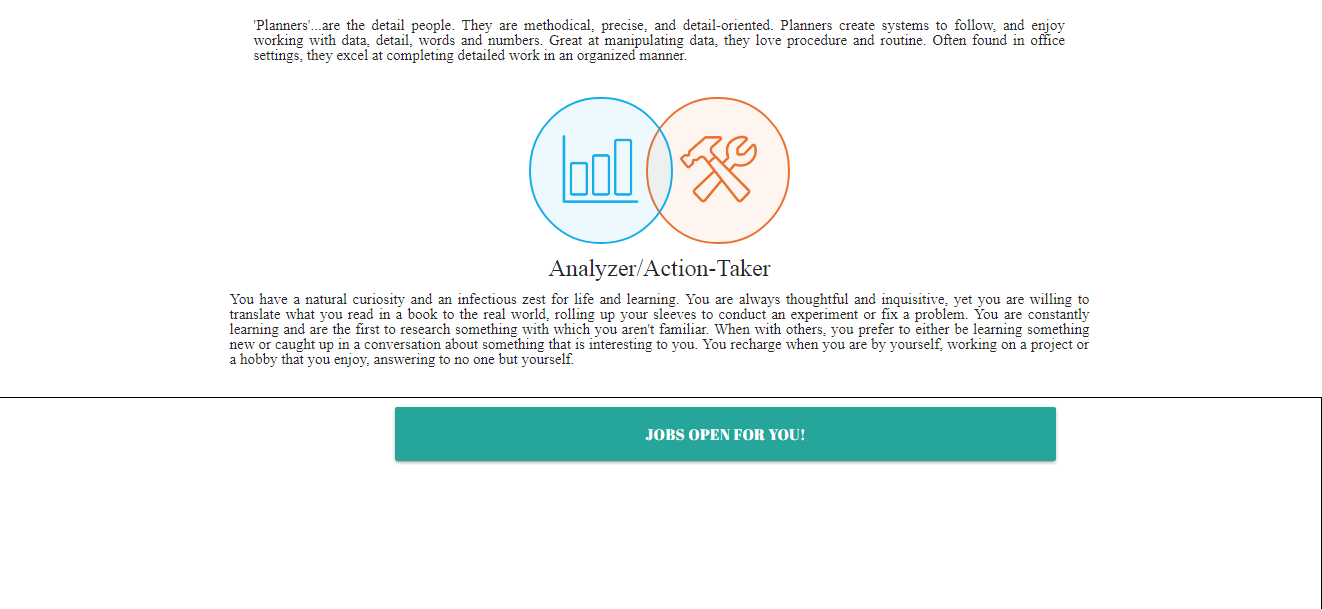 'Planners'...are the detail people. They are methodical, precise, and detail-oriented. Planners create systems to follow, and enjoy
working with data, detail, words and numbers. Great at manipulating data, they love procedure and routine. Often found in office
settings, they excel at completing detailed work in an organized manner.
Analyzer/Action-Taker
You have a natural curiosity and an infectious zest for life and learning. You are always thoughtful and inquisitive, yet you are willing to
translate what you read in a book to the real world, rolling up your sleeves to conduct an experiment or fix a problem. You are constantly
learning and are the first to research something with which you aren't familiar. When with others, you prefer to either be learning something
new or caught up in a conversation about something that is interesting to you. You recharge when you are by yourself, working on a project or
a hobby that you enjoy, answering to no one but yourself.
JOBS OPEN FOR YOU!